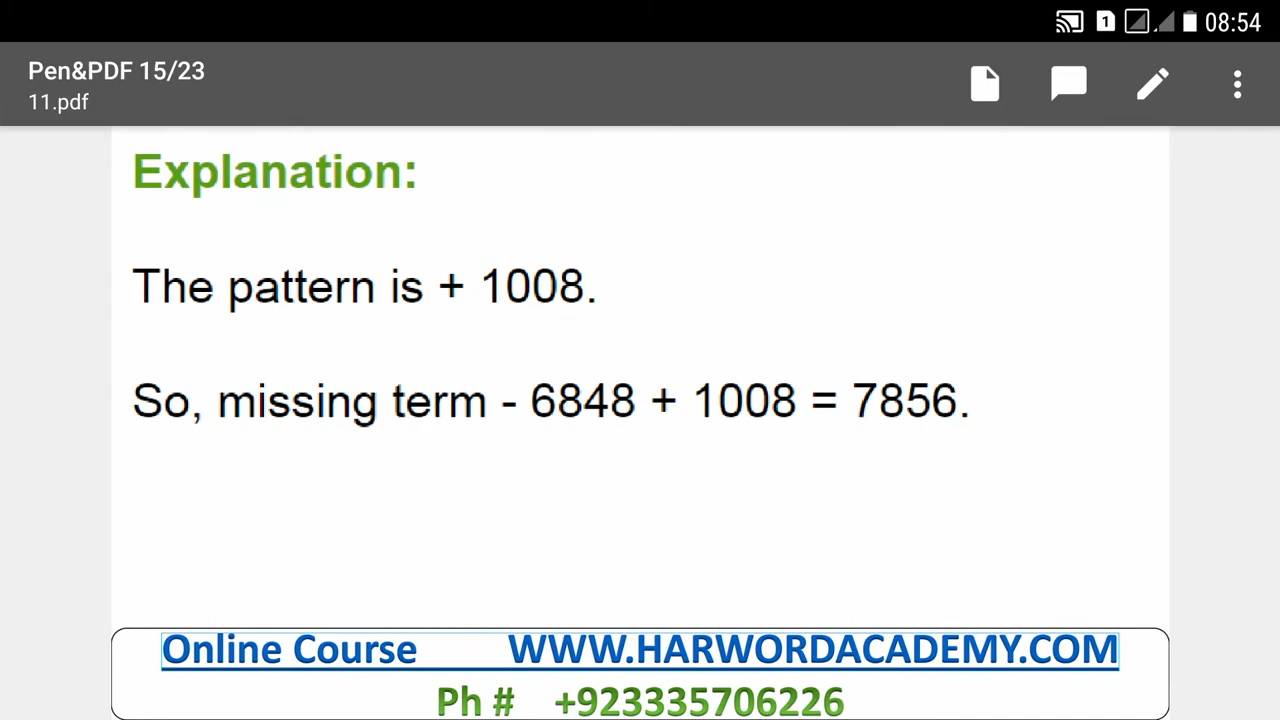 1 08:54
Pen&PDF 15/23
11.pdf
Explanation:
The pattern is + 1008.
So, missing term - 6848 + 1008 = 7856.
Online Course WWW.HARWORDACADEMY.COM
Ph # +923335706226